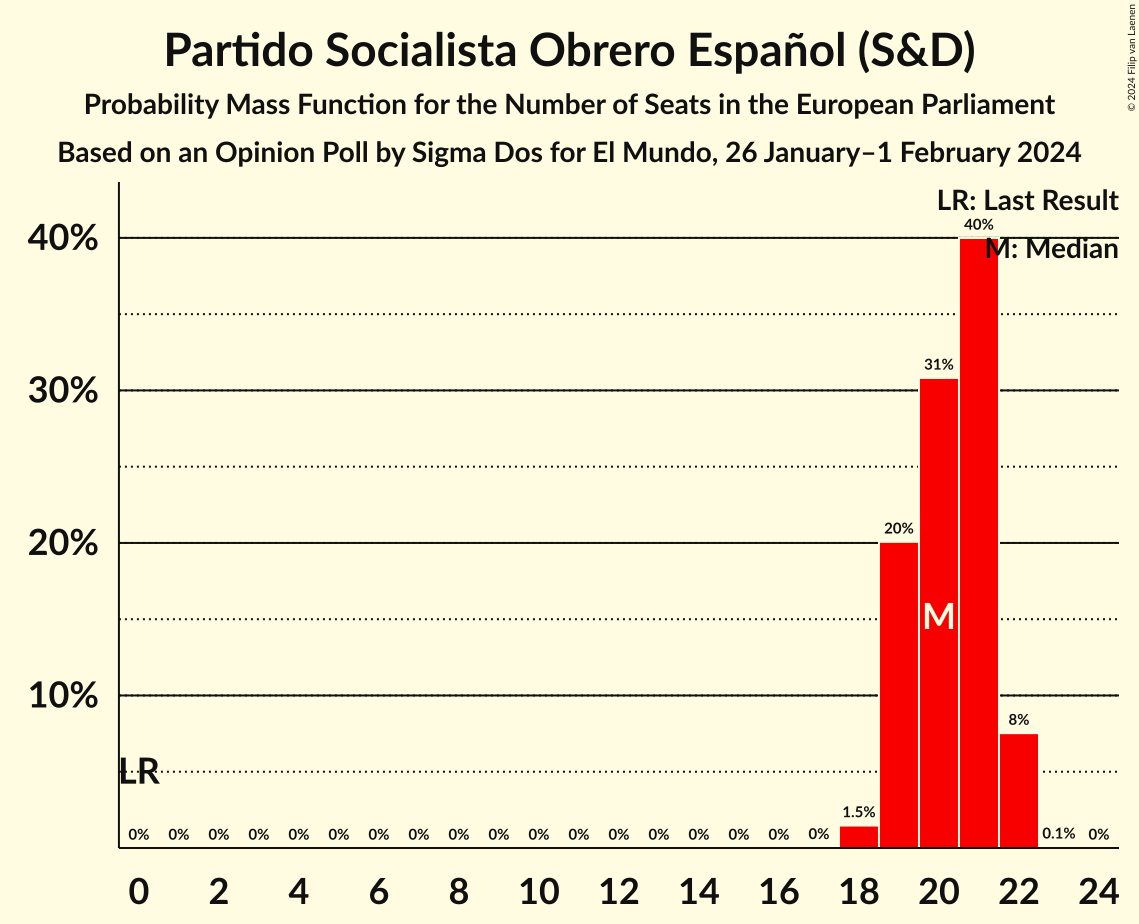 Partido Socialista Obrero Español (S&D)
Probability Mass Function for the Number of Seats in the European Parliament
Based on an Opinion Poll by Sigma Dos for El Mundo, 26 January–1 February 2024
© 2024 Filip van Laenen
LR: Last Result
M: Median
40%
30%
20%
10%
40%
31%
20%
M
8%
LR
1.5%
0% 0% 0% 0% 0% 0% 0% 0% 0% 0% 0% 0% 0% 0% 0% 0% 0% 0% 0.1% 0%
0 2 4 6 8 10 12 14 16 18 20 22 24